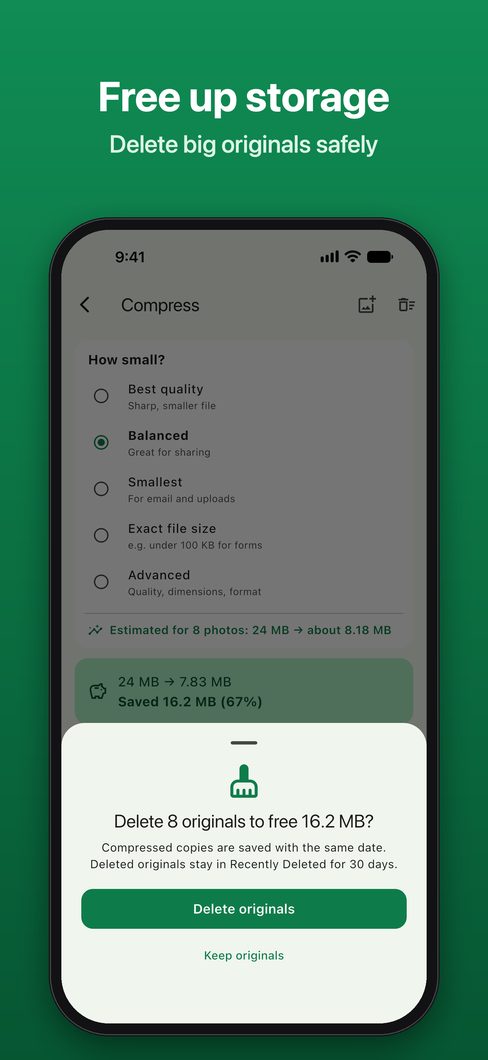 Free up storage
Delete big originals safely
9:41
Compress
How small?
Best quality
Sharp, smaller file
Balanced
Great for sharing
Smallest
For email and uploads
Exact file size
e.g. under 100 KB for forms
Advanced
Quality, dimensions, format
Estimated for 8 photos: 24 MB → about 8.18 MB
24 MB → 7.83 MB
Saved 16.2 MB (67%)
Delete 8 originals to free 16.2 MB?
Compressed copies are saved with the same date.
Deleted originals stay in Recently Deleted for 30 days.
Delete originals
Keep originals